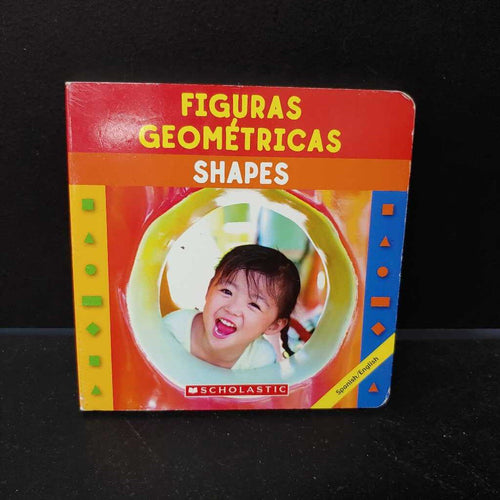 FIGURAS
GEOMÉTRICAS
SHAPES
SCHOLASTIC
Spanish/English